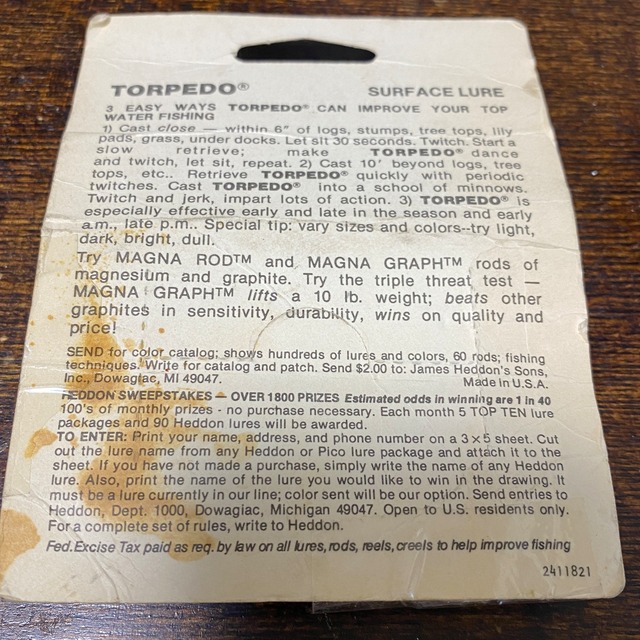 TORPEDO® SURFACE LURE
3 EASY WAYS TORPEDO® CAN IMPROVE YOUR TOP
WATER FISHING
1) Cast close — within 6" of logs, stumps, tree tops, lily
pads, grass, under docks. Let sit 30 seconds. Twitch. Start a
slow retrieve; make TORPEDO® dance
and twitch, let sit, repeat. 2) Cast 10' beyond logs, tree
tops, etc.. Retrieve TORPEDO® quickly with periodic
twitches. Cast TORPEDO® into a school of minnows.
Twitch and jerk, impart lots of action. 3) TORPEDO® is
especially effective early and late in the season and early
a.m., late p.m.. Special tip: vary sizes and colors--try light,
dark, bright, dull.
Try MAGNA ROD™ and MAGNA GRAPH™ rods of
magnesium and graphite. Try the triple threat test —
MAGNA GRAPH™ lifts a 10 lb. weight; beats other
graphites in sensitivity, durability, wins on quality and
price!
SEND for color catalog; shows hundreds of lures and colors, 60 rods; fishing
techniques. Write for catalog and patch. Send $2.00 to: James Heddon's Sons,
Inc., Dowagiac, MI 49047. Made in U.S.A.
HEDDON SWEEPSTAKES — OVER 1800 PRIZES Estimated odds in winning are 1 in 40
100's of monthly prizes - no purchase necessary. Each month 5 TOP TEN lure
packages and 90 Heddon lures will be awarded.
TO ENTER: Print your name, address, and phone number on a 3×5 sheet. Cut
out the lure name from any Heddon or Pico lure package and attach it to the
sheet. If you have not made a purchase, simply write the name of any Heddon
lure. Also, print the name of the lure you would like to win in the drawing. It
must be a lure currently in our line; color sent will be our option. Send entries to
Heddon, Dept. 1000, Dowagiac, Michigan 49047. Open to U.S. residents only.
For a complete set of rules, write to Heddon.
Fed. Excise Tax paid as req. by law on all lures, rods, reels, creels to help improve fishing
2411821